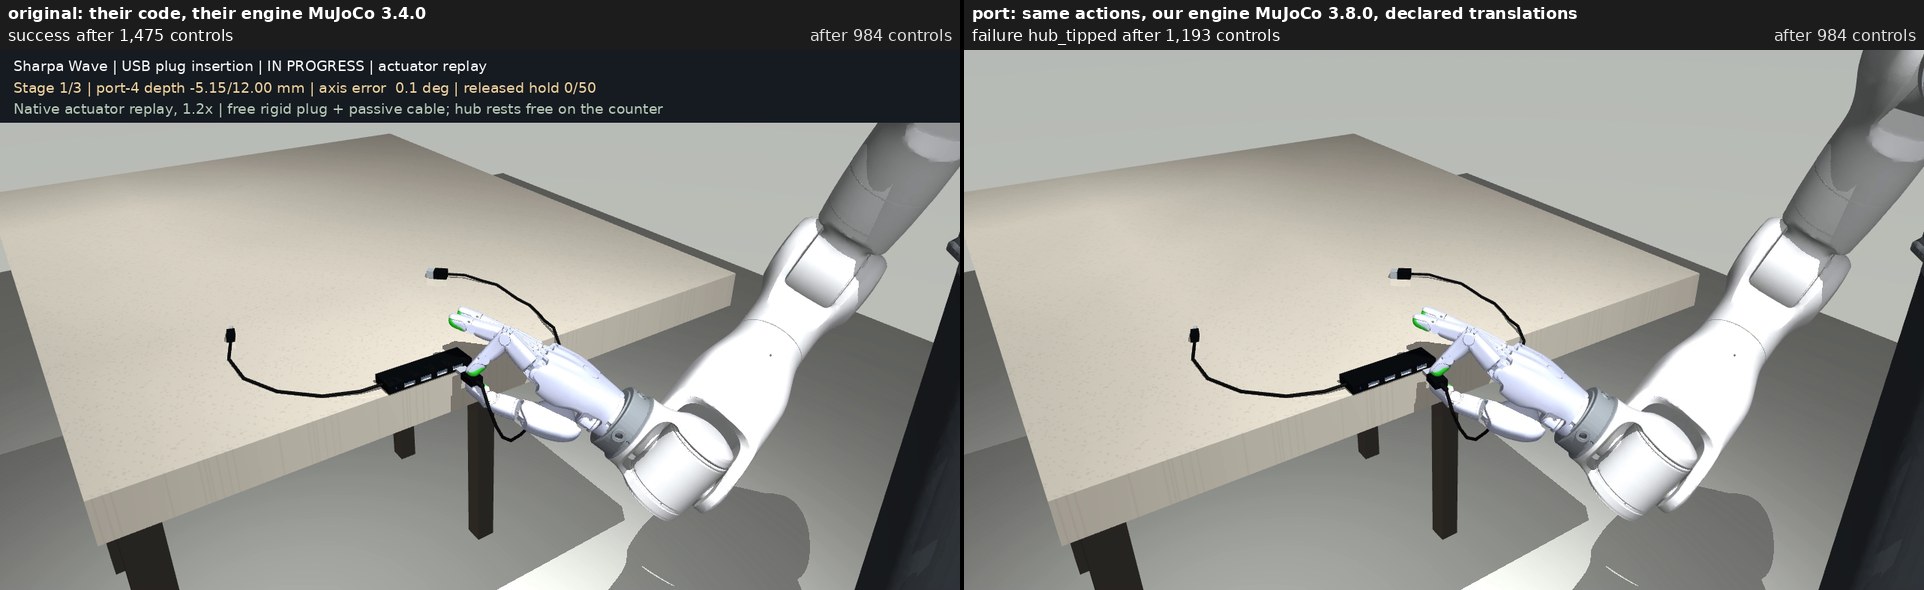 original: their code, their engine MuJoCo 3.4.0
success after 1,475 controls
after 984 controls
Sharpa Wave | USB plug insertion | IN PROGRESS | actuator replay
Stage 1/3 | port-4 depth -5.15/12.00 mm | axis error  0.1 deg | released hold 0/50
Native actuator replay, 1.2x | free rigid plug + passive cable; hub rests free on the counter
port: same actions, our engine MuJoCo 3.8.0, declared translations
failure hub_tipped after 1,193 controls
after 984 controls